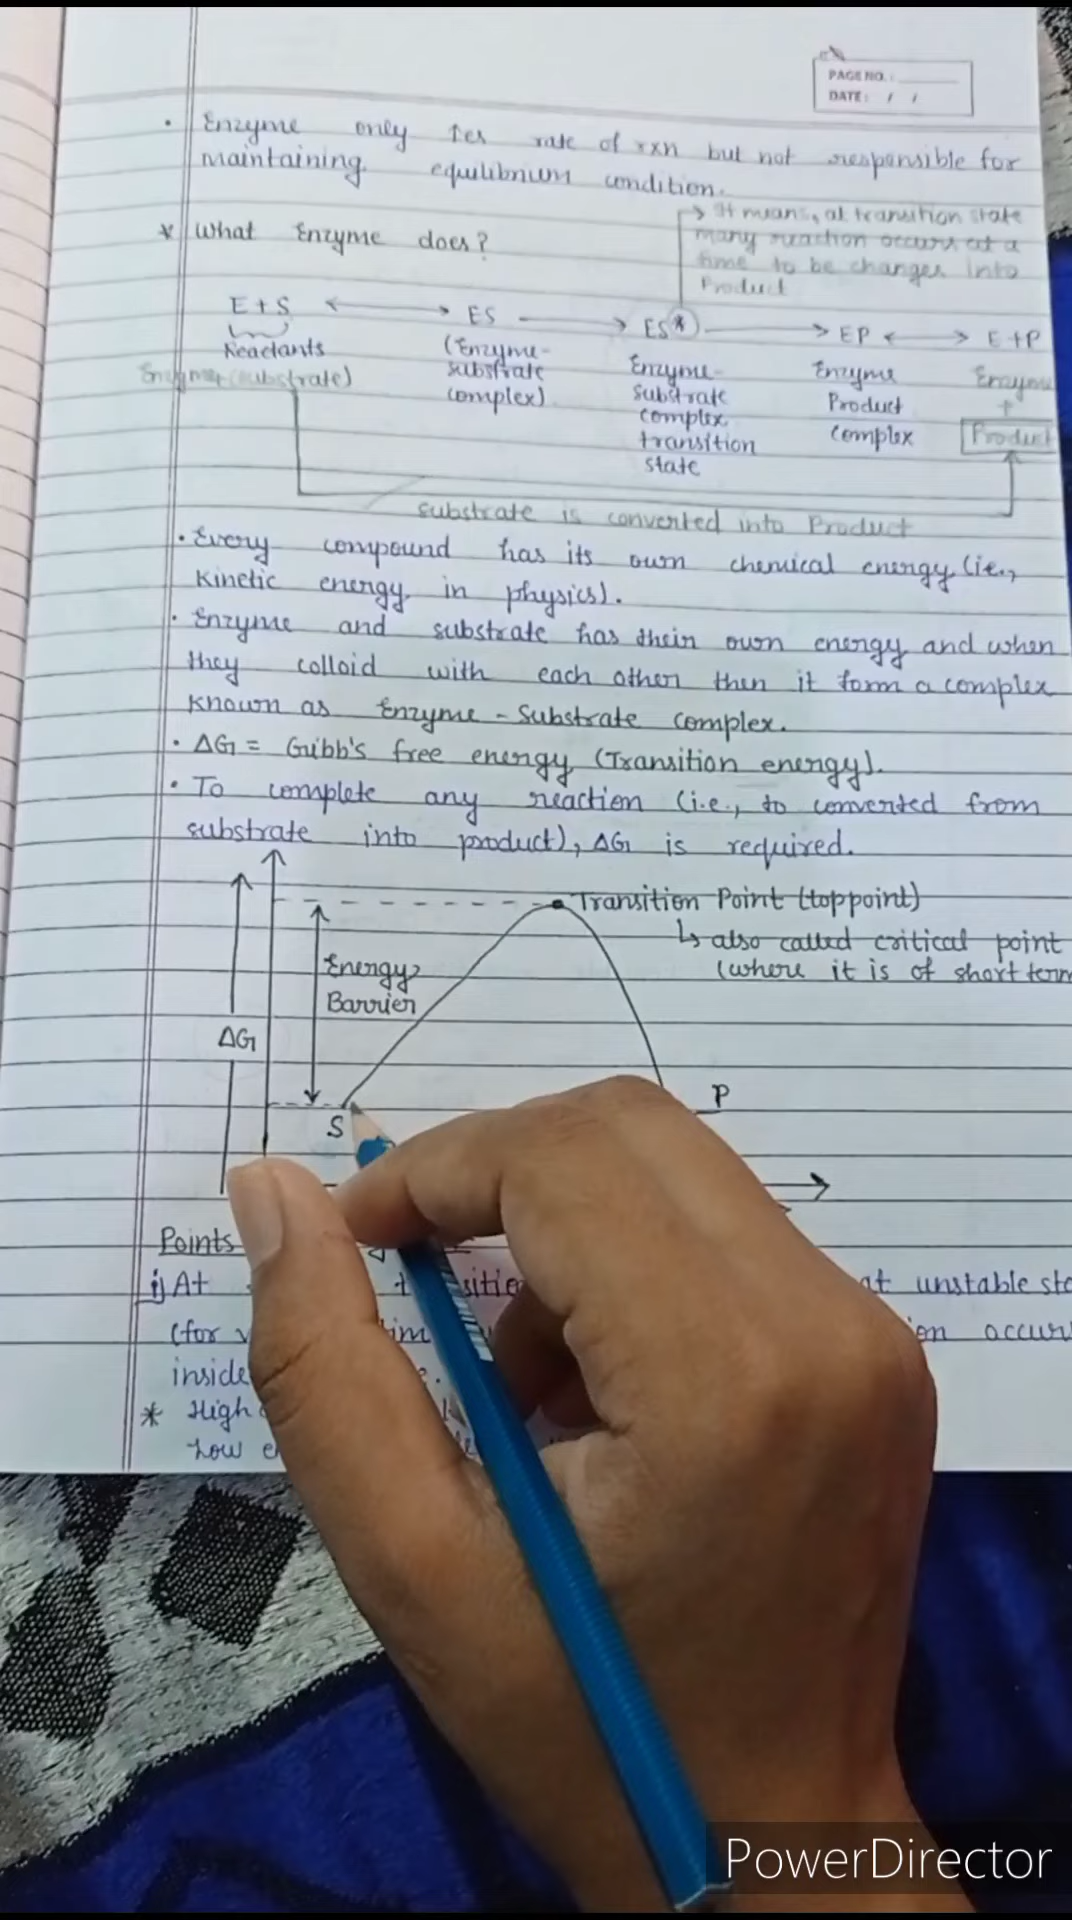 PAGE NO.:
DATE: / /
• Enzyme only ↑es rate of rxn but not responsible for
maintaining equilibrium condition.
* What Enzyme does?
→ It means, at transition state
many reaction occurs at a
time to be changes into
Product
E + S ↔ ES → ES* → EP ↔ E+P
Reactants
(Enzyme + substrate)
(Enzyme-
substrate
complex)
Enzyme-
substrate
complex
transition
state
Enzyme
Product
complex
Enzyme
+
Product
Substrate is converted into Product
• Every compound has its own chemical energy (i.e.,
Kinetic energy in physics).
• Enzyme and substrate has their own energy and when
they colloid with each other then it form a complex
known as Enzyme - Substrate complex.
• ΔG = Gibb's free energy (Transition energy).
• To complete any reaction (i.e., to converted from
substrate into product), ΔG is required.
Transition Point (top point)
↳ also called critical point
(where it is of short term
Energy
Barrier
ΔG
S
P
Points
i) At at unstable
(for occurs
inside
* High
Low
PowerDirector